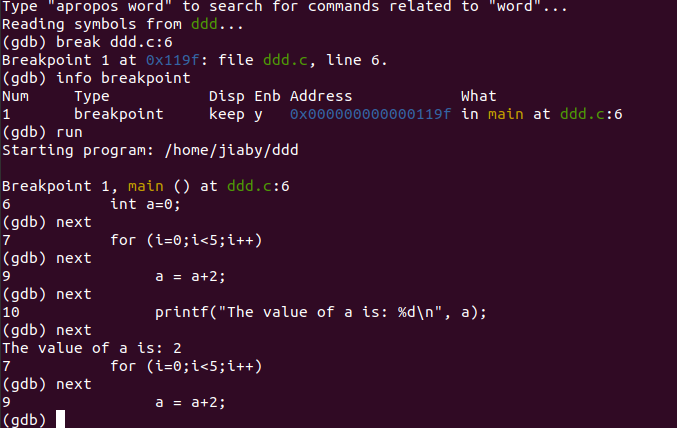 Type "apropos word" to search for commands related to "word"...
Reading symbols from ddd...
(gdb) break ddd.c:6
Breakpoint 1 at 0x119f: file ddd.c, line 6.
(gdb) info breakpoint
Num     Type           Disp Enb Address            What
1       breakpoint     keep y   0x000000000000119f in main at ddd.c:6
(gdb) run
Starting program: /home/jiaby/ddd
Breakpoint 1, main () at ddd.c:6
6           int a=0;
(gdb) next
7           for (i=0;i<5;i++)
(gdb) next
9                a = a+2;
(gdb) next
10               printf("The value of a is: %d\n", a);
(gdb) next
The value of a is: 2
7           for (i=0;i<5;i++)
(gdb) next
9                a = a+2;
(gdb)